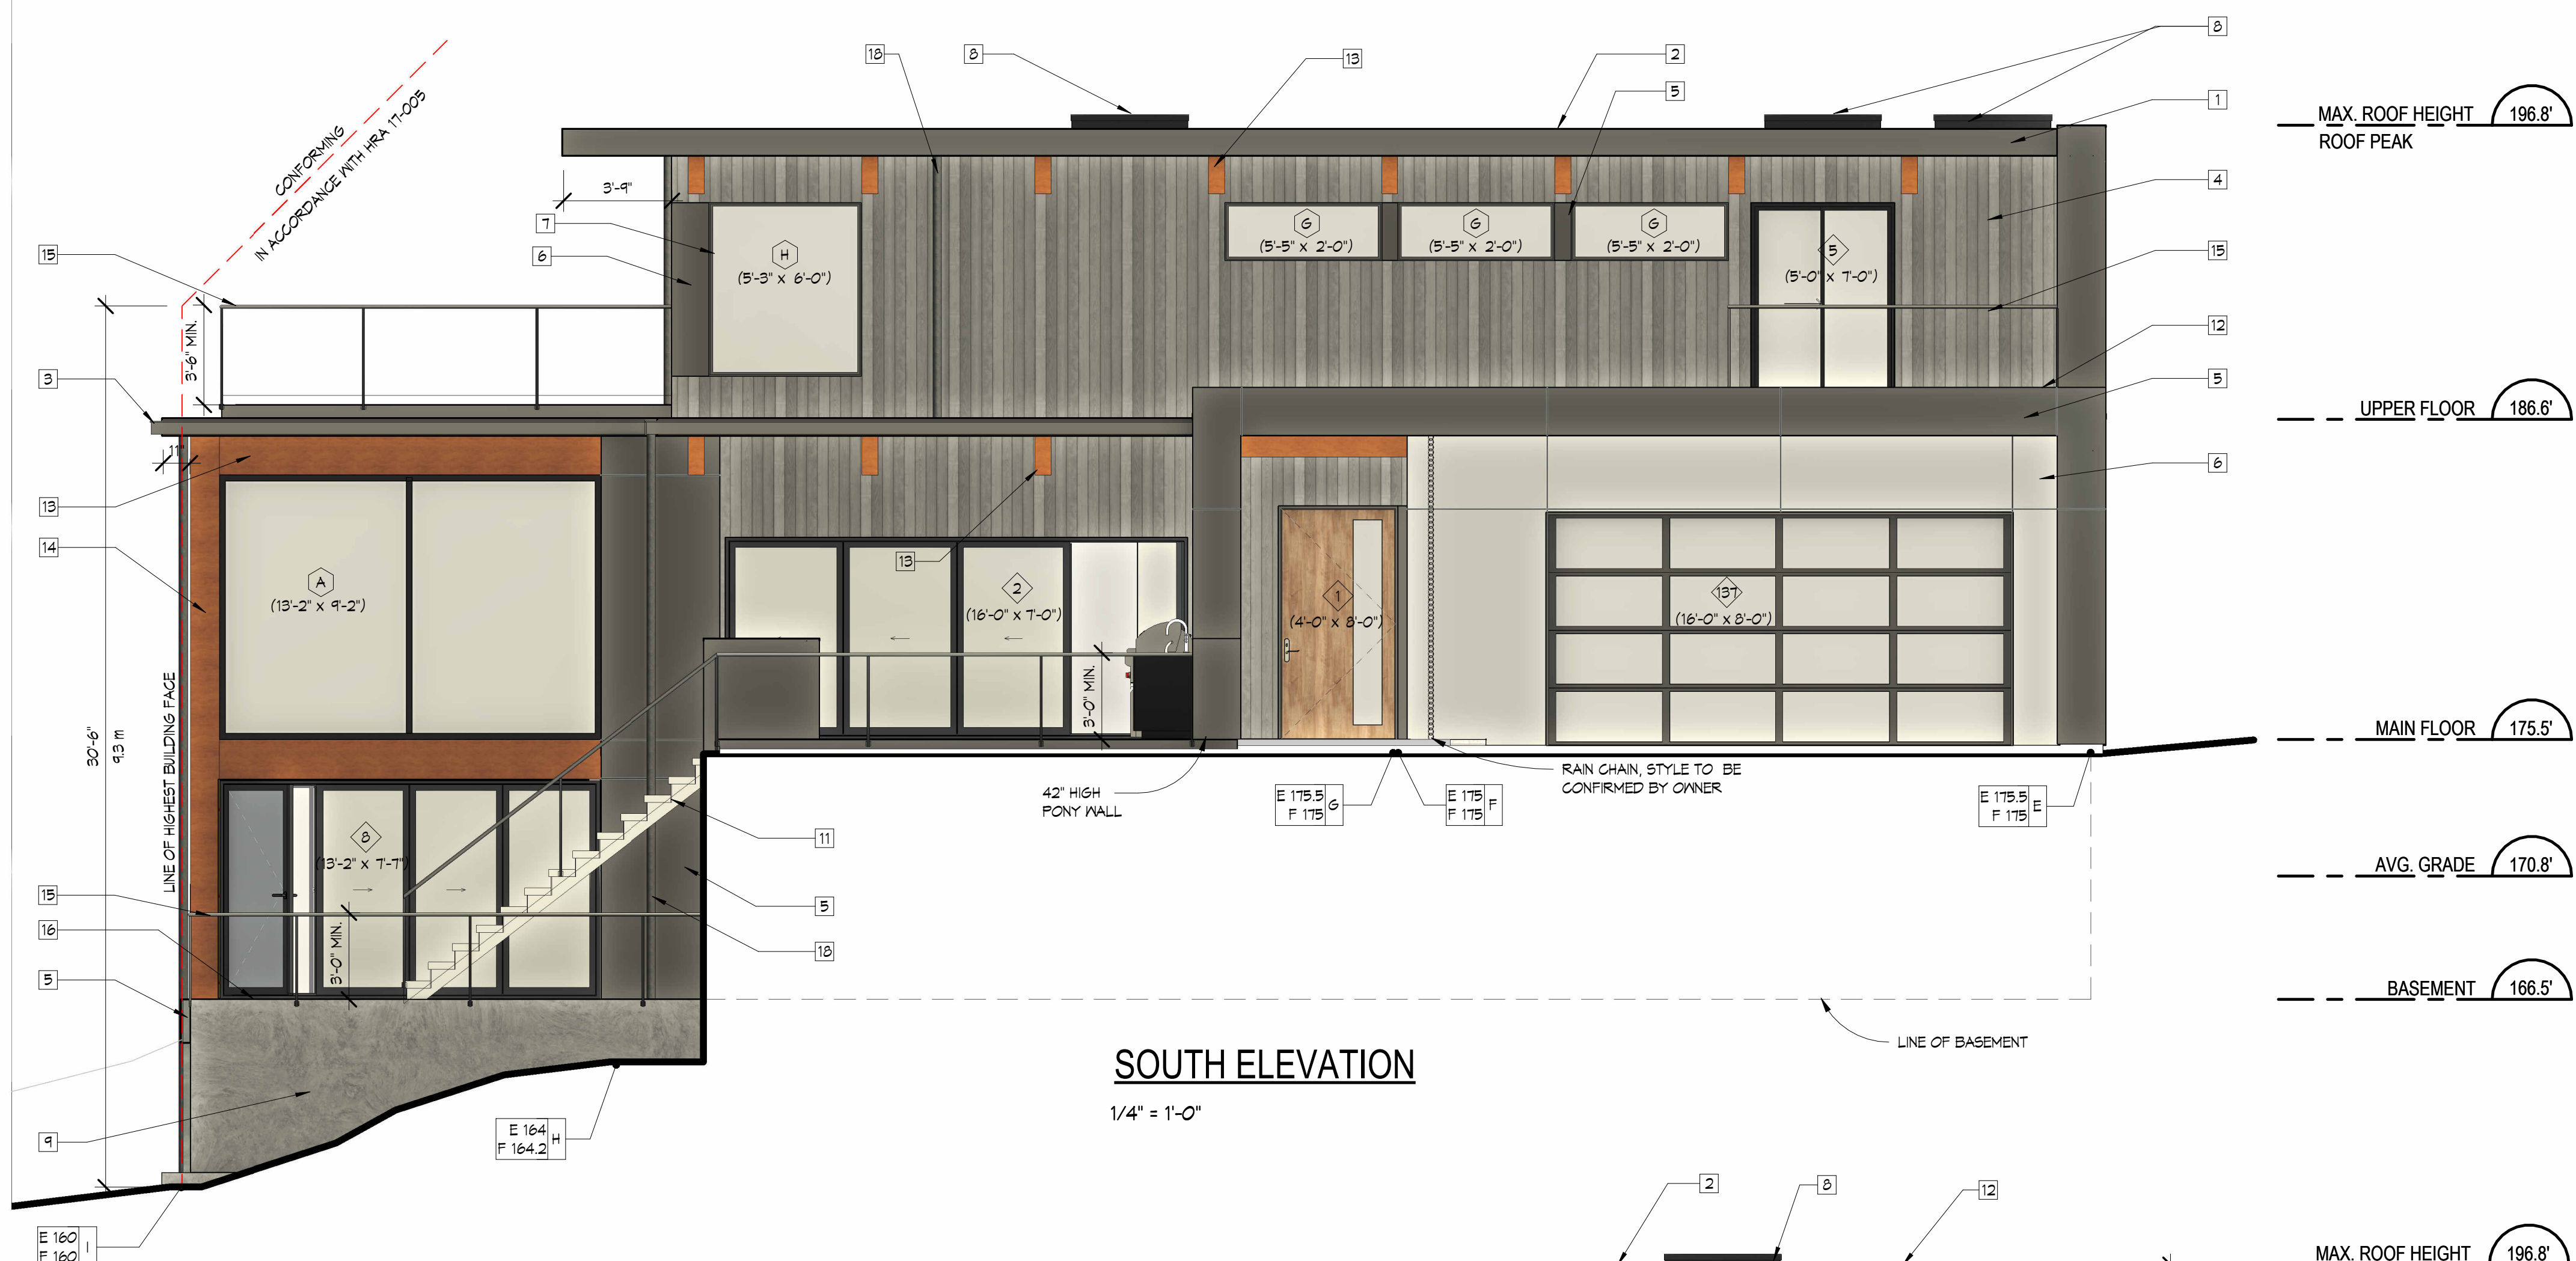 8
18
8
13
2
5
1
MAX. ROOF HEIGHT 196.8'
ROOF PEAK
CONFORMING
IN ACCORDANCE WITH HRA 17-005
4
3'-9"
7
6
15
H
(5'-3" x 6'-0")
G
(5'-5" x 2'-0")
G
(5'-5" x 2'-0")
G
(5'-5" x 2'-0")
5
(5'-0" x 7'-0")
15
3'-6" MIN.
12
3
5
UPPER FLOOR 186.6'
11"
6
13
14
13
A
(13'-2" x 9'-2")
2
(16'-0" x 7'-0")
1
(4'-0" x 8'-0")
137
(16'-0" x 8'-0")
3'-0" MIN.
30'-6"
9.3 m
LINE OF HIGHEST BUILDING FACE
MAIN FLOOR 175.5'
42" HIGH
PONY WALL
RAIN CHAIN, STYLE TO BE
CONFIRMED BY OWNER
E 175.5
F 175
G
E 175
F 175
F
E 175.5
F 175
E
8
(13'-2" x 7'-7")
11
AVG. GRADE 170.8'
15
5
16
3'-0" MIN.
18
5
BASEMENT 166.5'
LINE OF BASEMENT
SOUTH ELEVATION
1/4" = 1'-0"
9
E 164
F 164.2
H
2
8
12
E 160
F 160
I
MAX. ROOF HEIGHT 196.8'